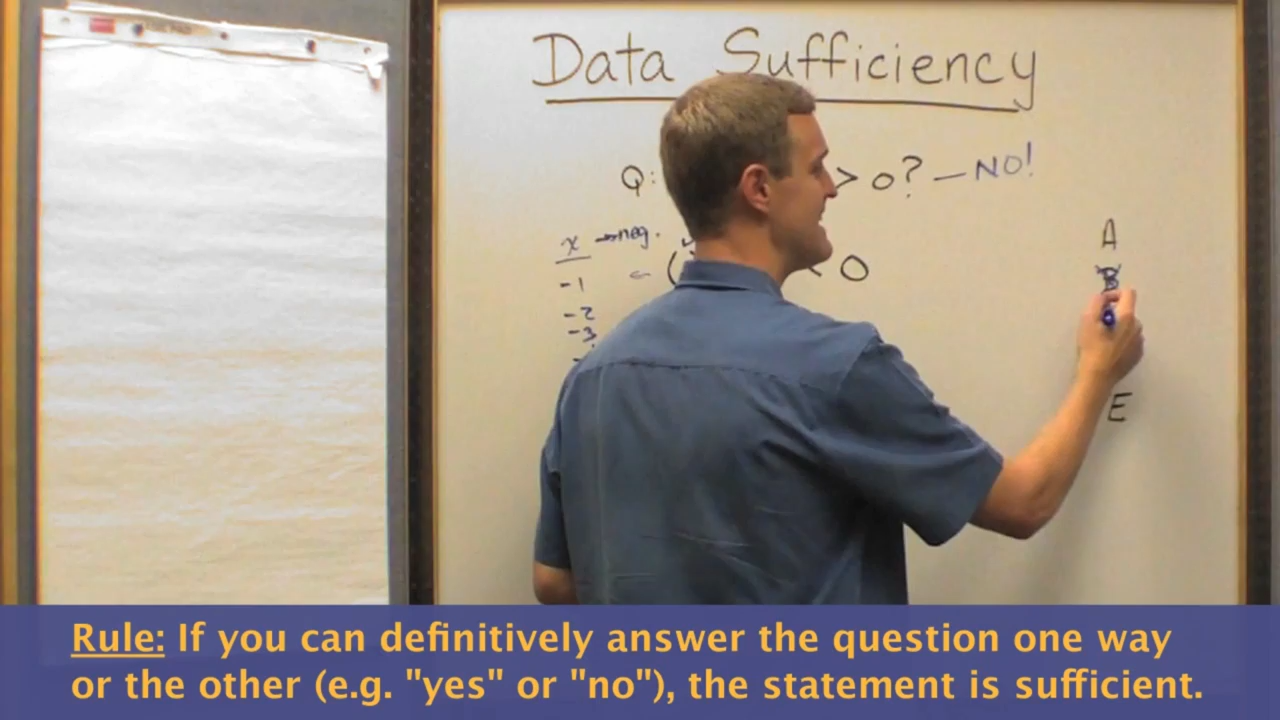 Data Sufficiency
Q: > 0? — NO!
x → neg.
A
-1 < 0
B
-2
-3
E
Rule: If you can definitively answer the question one way
or the other (e.g. "yes" or "no"), the statement is sufficient.